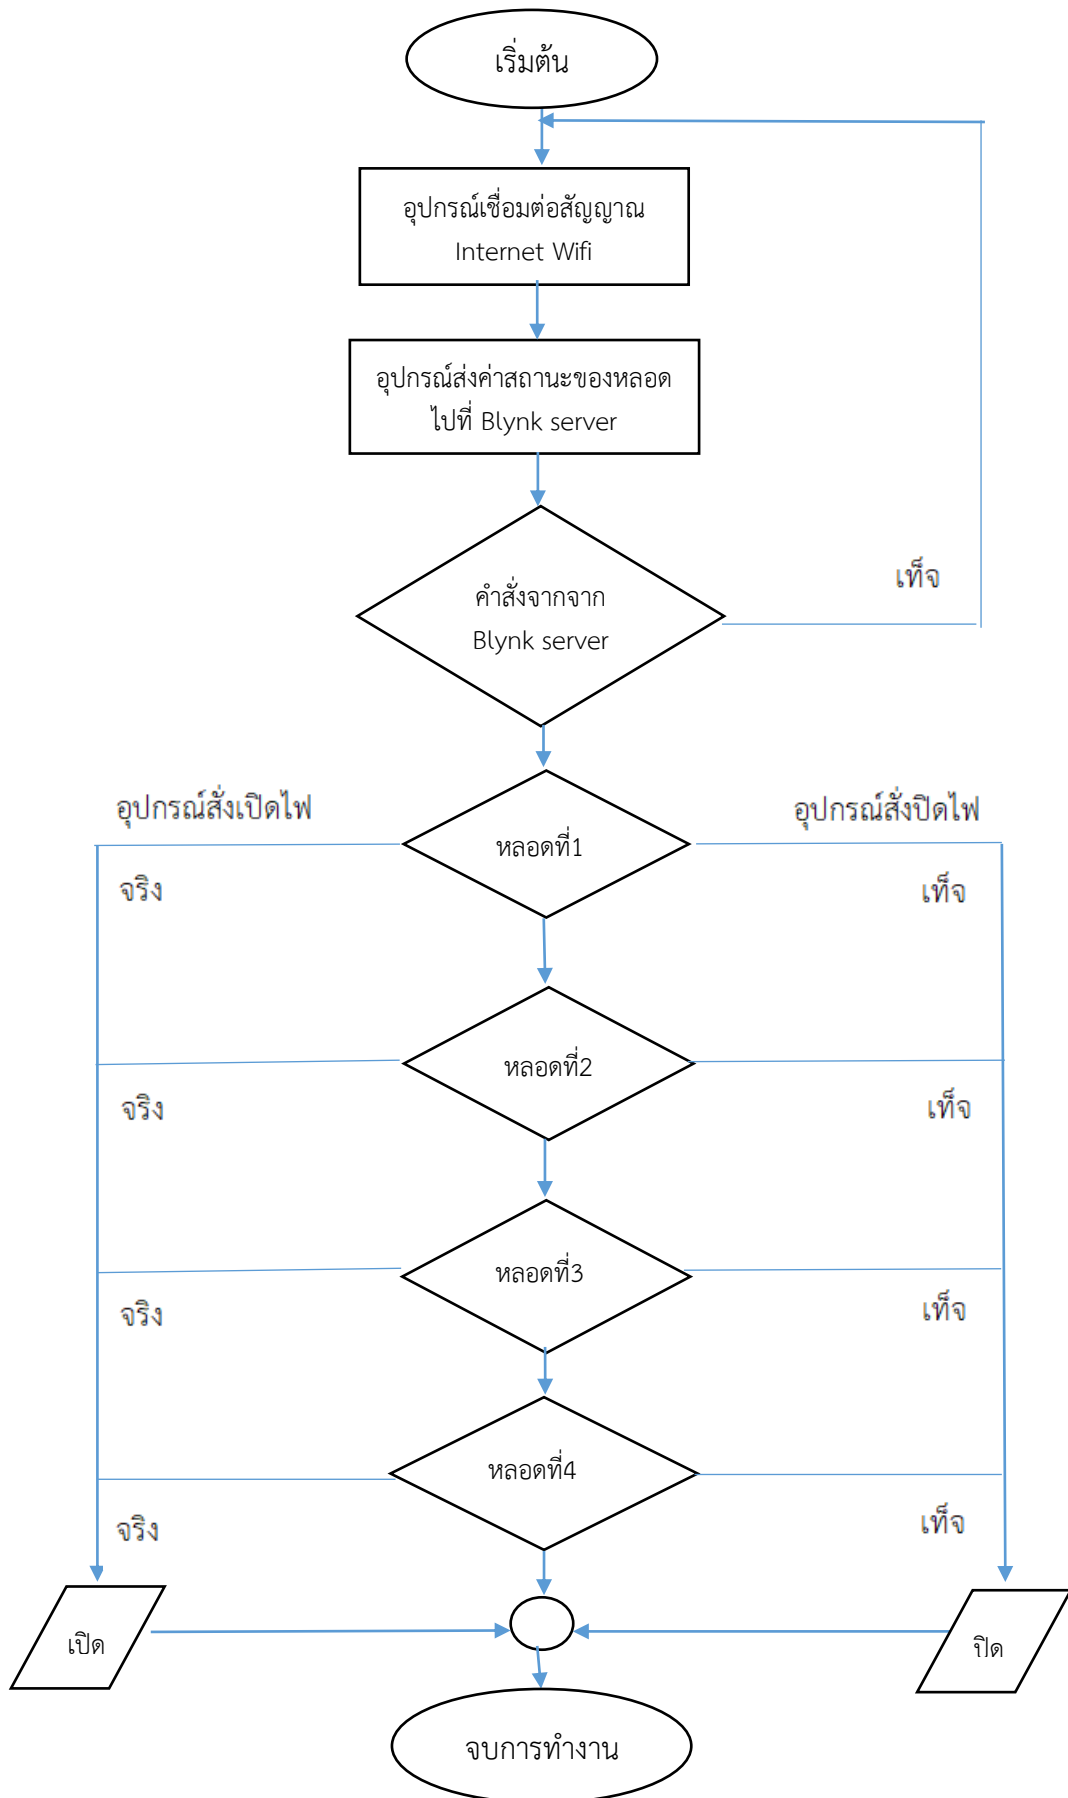 เริ่มต้น
อุปกรณ์เชื่อมต่อสัญญาณ
Internet Wifi
อุปกรณ์ส่งค่าสถานะของหลอด
ไปที่ Blynk server
เท็จ
คำสั่งจากจาก
Blynk server
อุปกรณ์สั่งเปิดไฟ
อุปกรณ์สั่งปิดไฟ
หลอดที่1
จริง
เท็จ
หลอดที่2
จริง
เท็จ
หลอดที่3
จริง
เท็จ
หลอดที่4
จริง
เท็จ
เปิด
ปิด
จบการทำงาน